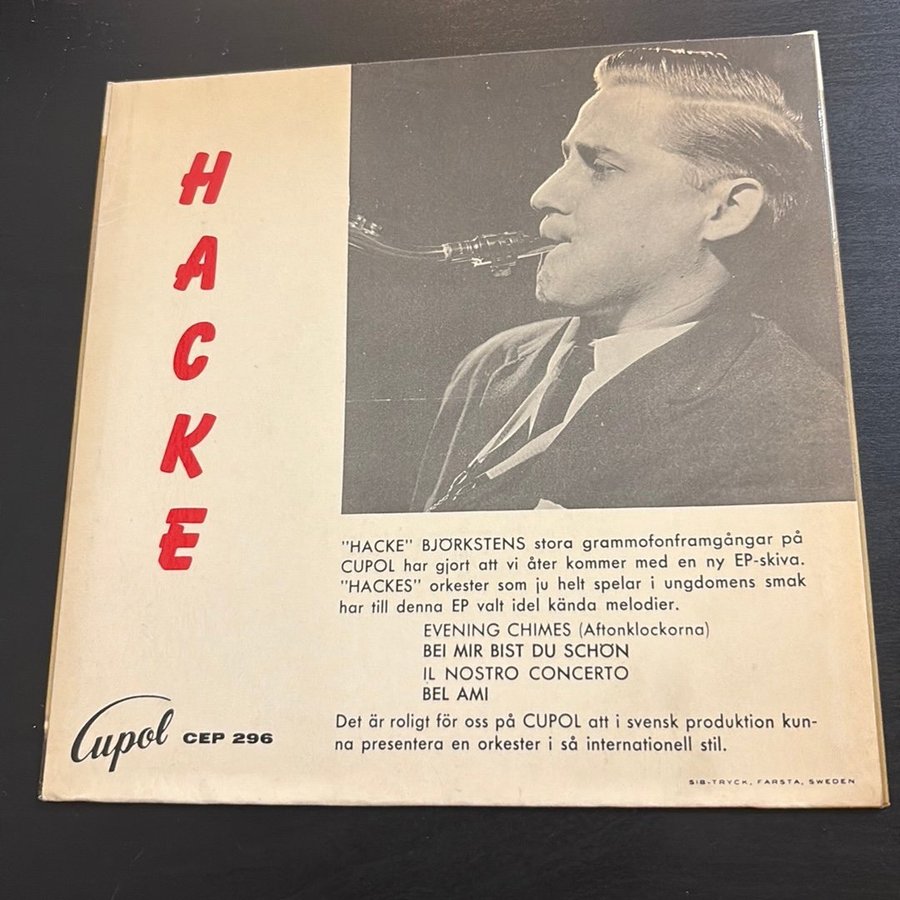 HACKE
"HACKE" BJÖRKSTENS stora grammofonframgångar på
CUPOL har gjort att vi åter kommer med en ny EP-skiva.
"HACKES" orkester som ju helt spelar i ungdomens smak
har till denna EP valt idel kända melodier.
EVENING CHIMES (Aftonklockorna)
BEI MIR BIST DU SCHÖN
IL NOSTRO CONCERTO
BEL AMI
Det är roligt för oss på CUPOL att i svensk produktion kun-
na presentera en orkester i så internationell stil.
Cupol CEP 296
SIB-TRYCK, FARSTA, SWEDEN